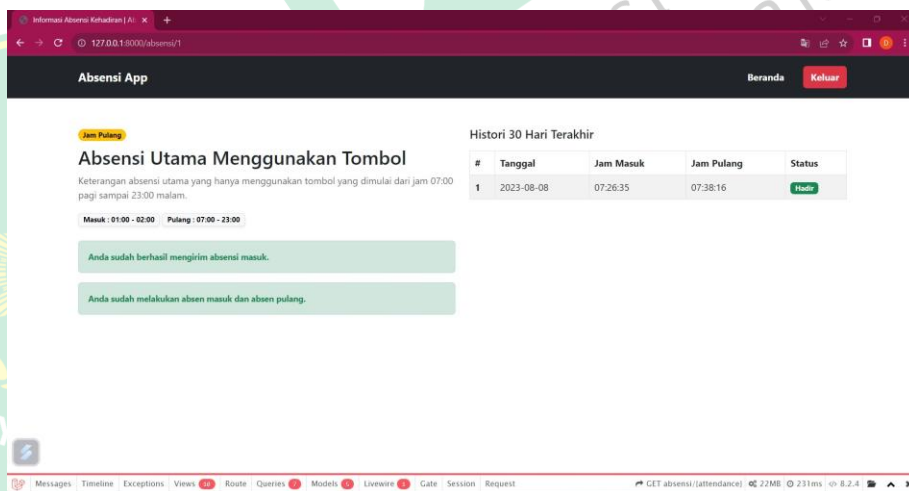 Informasi Absensi Kehadiran | Al
127.0.0.1:8000/absensi/1
Absensi App
Beranda
Keluar
Jam Pulang
Absensi Utama Menggunakan Tombol
Keterangan absensi utama yang hanya menggunakan tombol yang dimulai dari jam 07:00
pagi sampai 23:00 malam.
Masuk : 01:00 - 02:00 Pulang : 07:00 - 23:00
Anda sudah berhasil mengirim absensi masuk.
Anda sudah melakukan absen masuk dan absen pulang.
Histori 30 Hari Terakhir
# Tanggal Jam Masuk Jam Pulang Status
1 2023-08-08 07:26:35 07:38:16 Hadir
Messages Timeline Exceptions Views Route Queries Models Livewire Gate Session Request GET absensi/{attendance} 22MB 231ms 8.2.4